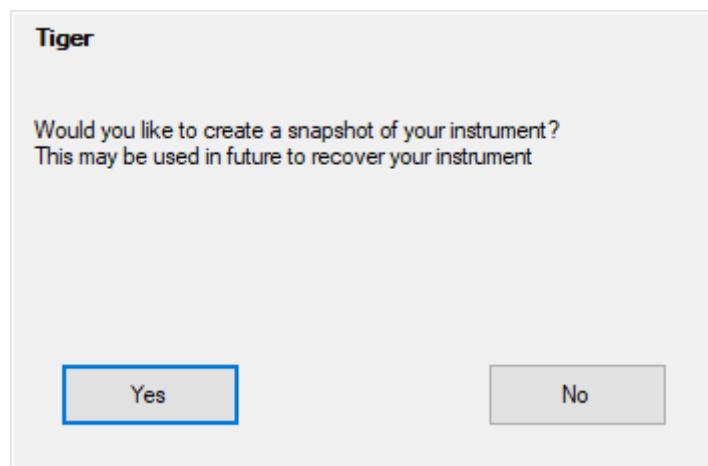 Tiger
Would you like to create a snapshot of your instrument?
This may be used in future to recover your instrument
Yes
No